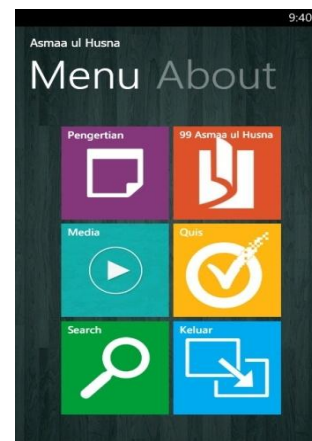 9:40
Asmaa ul Husna
Menu About
Pengertian
99 Asmaa ul Husna
Media
Quis
Search
Keluar